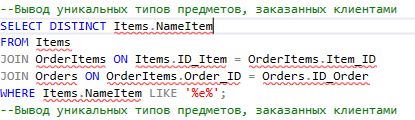 --Вывод уникальных типов предметов, заказанных клиентами
SELECT DISTINCT Items.NameItem
FROM Items
JOIN OrderItems ON Items.ID_Item = OrderItems.Item_ID
JOIN Orders ON OrderItems.Order_ID = Orders.ID_Order
WHERE Items.NameItem LIKE '%e%';
--Вывод уникальных типов предметов, заказанных клиентами